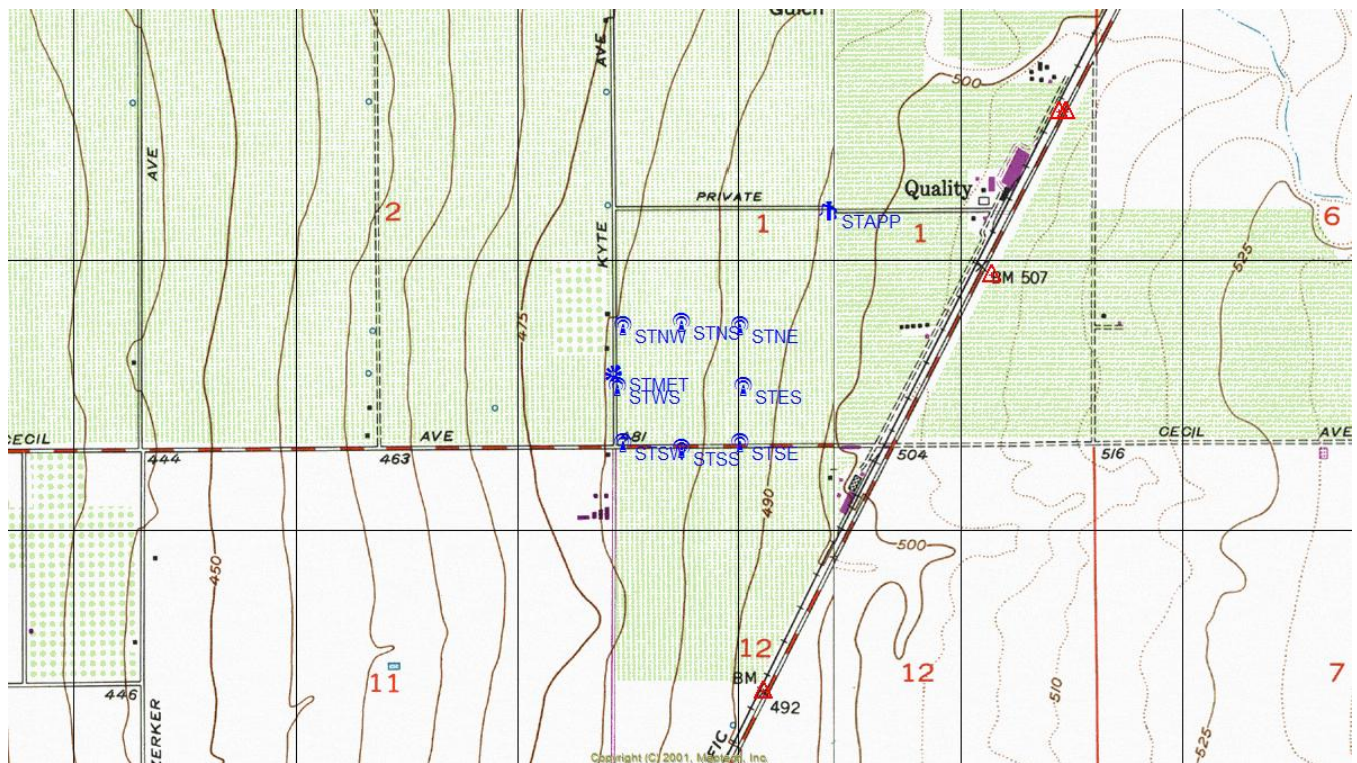 Gulch
AVE
500
AVE
2
PRIVATE
Quality
1
STAPP
1
6
KYTE
525
BM 507
475
STNW
STNS
STNE
STMET
STWS
STES
CECIL
AVE
81
CECIL
AVE
444
463
STSW
STSS
STSE
504
516
490
500
450
12
12
BM
11
446
492
510
7
525
Copyright (C) 2001, Maptech, Inc.